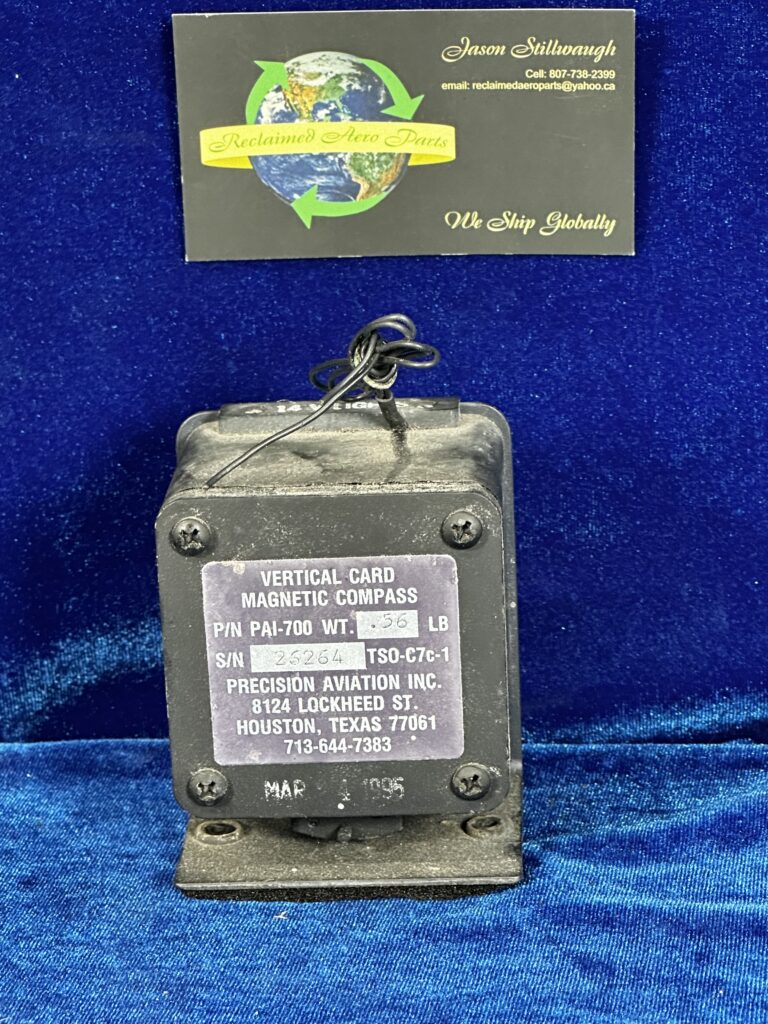 Jason Stillwaugh
Cell: 807-738-2399
email: reclaimedaeroparts@yahoo.ca
Reclaimed Aero Parts
We Ship Globally
14 V
VERTICAL CARD
MAGNETIC COMPASS
P/N PAI-700 WT. .56 LB
S/N 26264 TSO-C7c-1
PRECISION AVIATION INC.
8124 LOCKHEED ST.
HOUSTON, TEXAS 77061
713-644-7383
MAR 1995